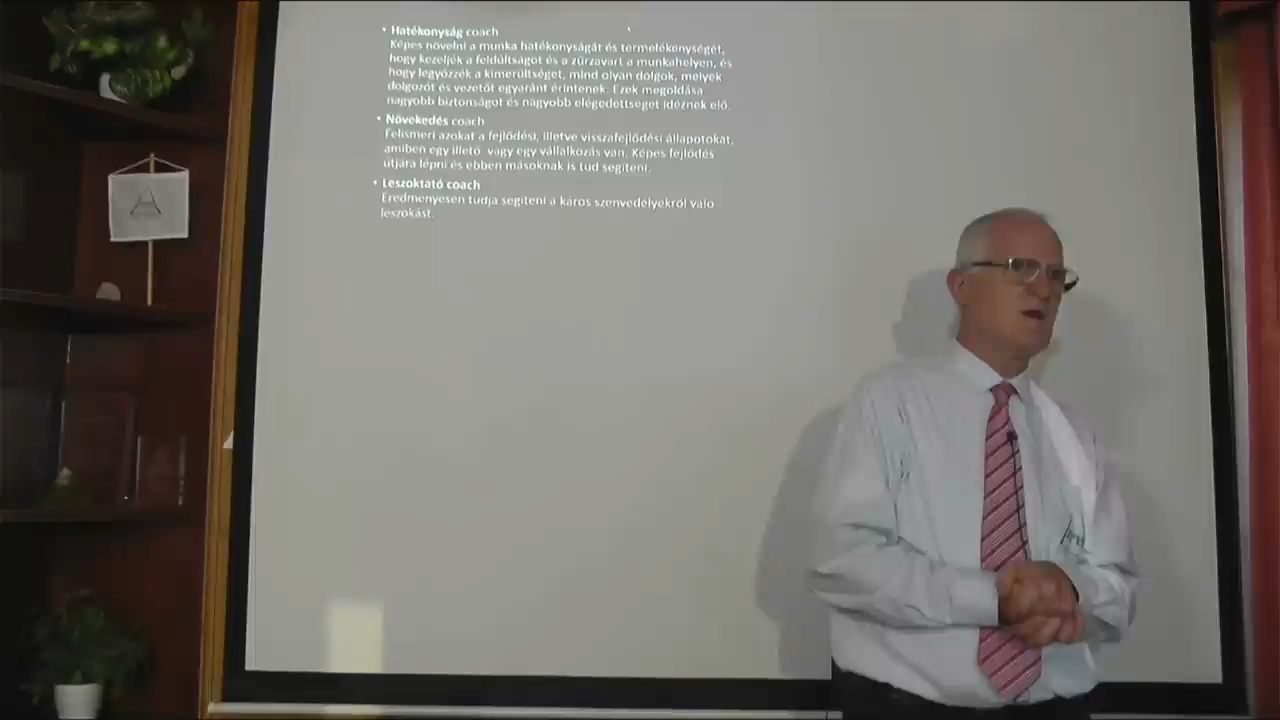 • Hatékonyság coach
Képes növelni a munka hatékonyságát és termelékenységét,
hogy kezeljék a feldúltságot és a zűrzavart a munkahelyen, és
hogy legyőzzék a kimerültséget, mind olyan dolgok, melyek
dolgozót és vezetőt egyaránt érintenek. Ezek megoldása
nagyobb biztonságot és nagyobb elégedettséget idéznek elő.
• Növekedés coach
Felismeri azokat a fejlődési, illetve visszafejlődési állapotokat,
amiben egy illető vagy egy vállalkozás van. Képes fejlődés
útjára lépni és ebben másoknak is tud segíteni.
• Leszoktató coach
Eredményesen tudja segíteni a káros szenvedélyekről való
leszokást.
A